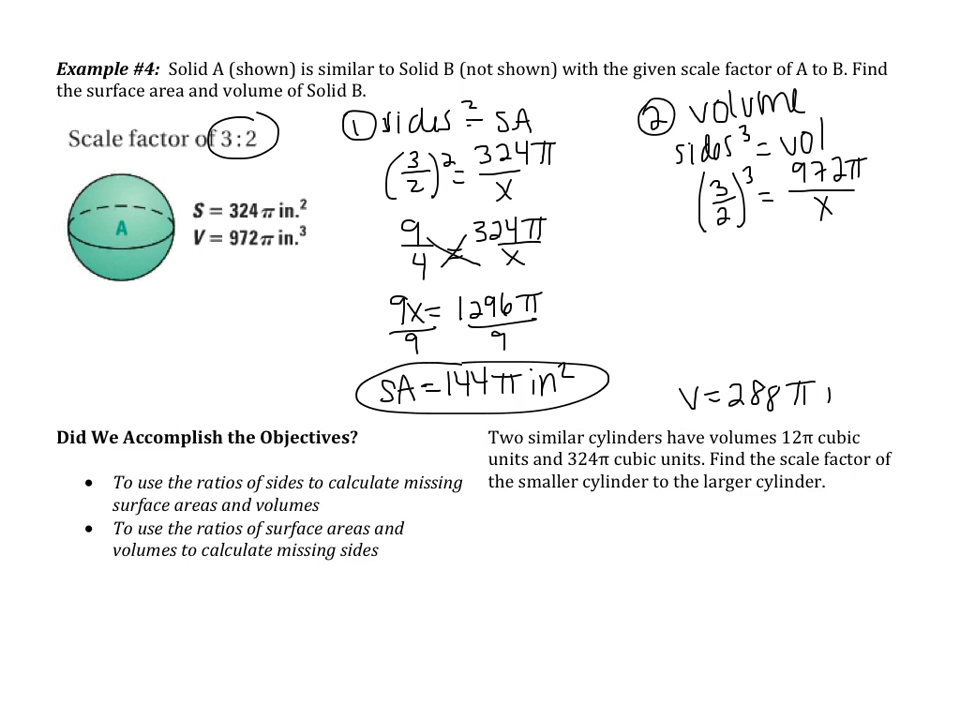 Example #4: Solid A (shown) is similar to Solid B (not shown) with the given scale factor of A to B. Find
the surface area and volume of Solid B.
Scale factor of 3 : 2
A
S = 324π in.²
V = 972π in.³
① sides² = SA
(3/2)² = 324π/x
9/4 = 324π/x
9x/9 = 1296π/9
SA = 144π in²
② volume
sides³ = vol
(3/2)³ = 972π/x
V = 288π
Did We Accomplish the Objectives?
• To use the ratios of sides to calculate missing
surface areas and volumes
• To use the ratios of surface areas and
volumes to calculate missing sides
Two similar cylinders have volumes 12π cubic
units and 324π cubic units. Find the scale factor of
the smaller cylinder to the larger cylinder.